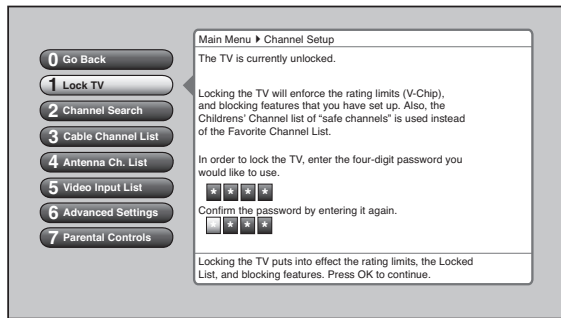 Main Menu ▶ Channel Setup
0 Go Back
1 Lock TV
2 Channel Search
3 Cable Channel List
4 Antenna Ch. List
5 Video Input List
6 Advanced Settings
7 Parental Controls
The TV is currently unlocked.
Locking the TV will enforce the rating limits (V-Chip),
and blocking features that you have set up. Also, the
Childrens’ Channel list of “safe channels” is used instead
of the Favorite Channel List.
In order to lock the TV, enter the four-digit password you
would like to use.
* * * *
Confirm the password by entering it again.
* * * *
Locking the TV puts into effect the rating limits, the Locked
List, and blocking features. Press OK to continue.